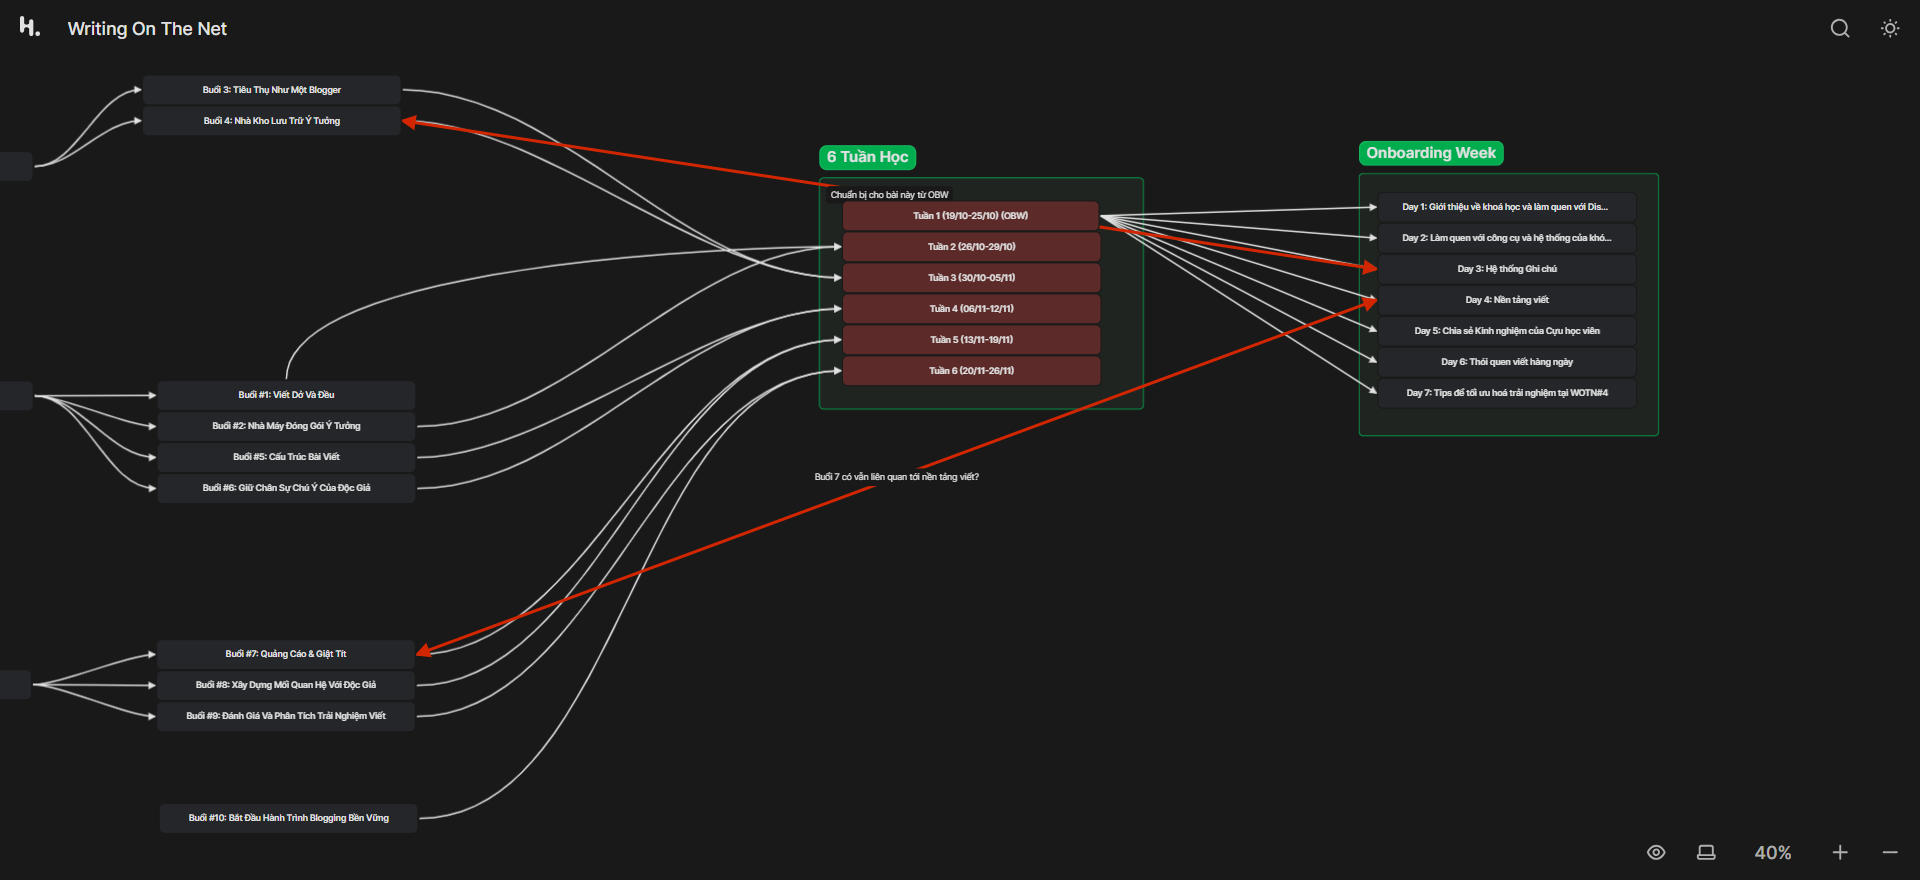 H.
Writing On The Net
Buổi 3: Tiêu Thụ Như Một Blogger
Buổi 4: Nhà Kho Lưu Trữ Ý Tưởng
Buổi #1: Viết Dở Và Đều
Buổi #2: Nhà Máy Đóng Gói Ý Tưởng
Buổi #5: Cấu Trúc Bài Viết
Buổi #6: Giữ Chân Sự Chú Ý Của Độc Giả
Buổi #7: Quảng Cáo & Giật Tít
Buổi #8: Xây Dựng Mối Quan Hệ Với Độc Giả
Buổi #9: Đánh Giá Và Phân Tích Trải Nghiệm Viết
Buổi #10: Bắt Đầu Hành Trình Blogging Bền Vững
6 Tuần Học
Chuẩn bị cho bài này từ OBW
Tuần 1 (19/10-25/10) (OBW)
Tuần 2 (26/10-29/10)
Tuần 3 (30/10-05/11)
Tuần 4 (06/11-12/11)
Tuần 5 (13/11-19/11)
Tuần 6 (20/11-26/11)
Buổi 7 có vẫn liên quan tới nền tảng viết?
Onboarding Week
Day 1: Giới thiệu về khoá học và làm quen với Dis...
Day 2: Làm quen với công cụ và hệ thống của khó...
Day 3: Hệ thống Ghi chú
Day 4: Nền tảng viết
Day 5: Chia sẻ Kinh nghiệm của Cựu học viên
Day 6: Thói quen viết hàng ngày
Day 7: Tips để tối ưu hoá trải nghiệm tại WOTN#4
40%